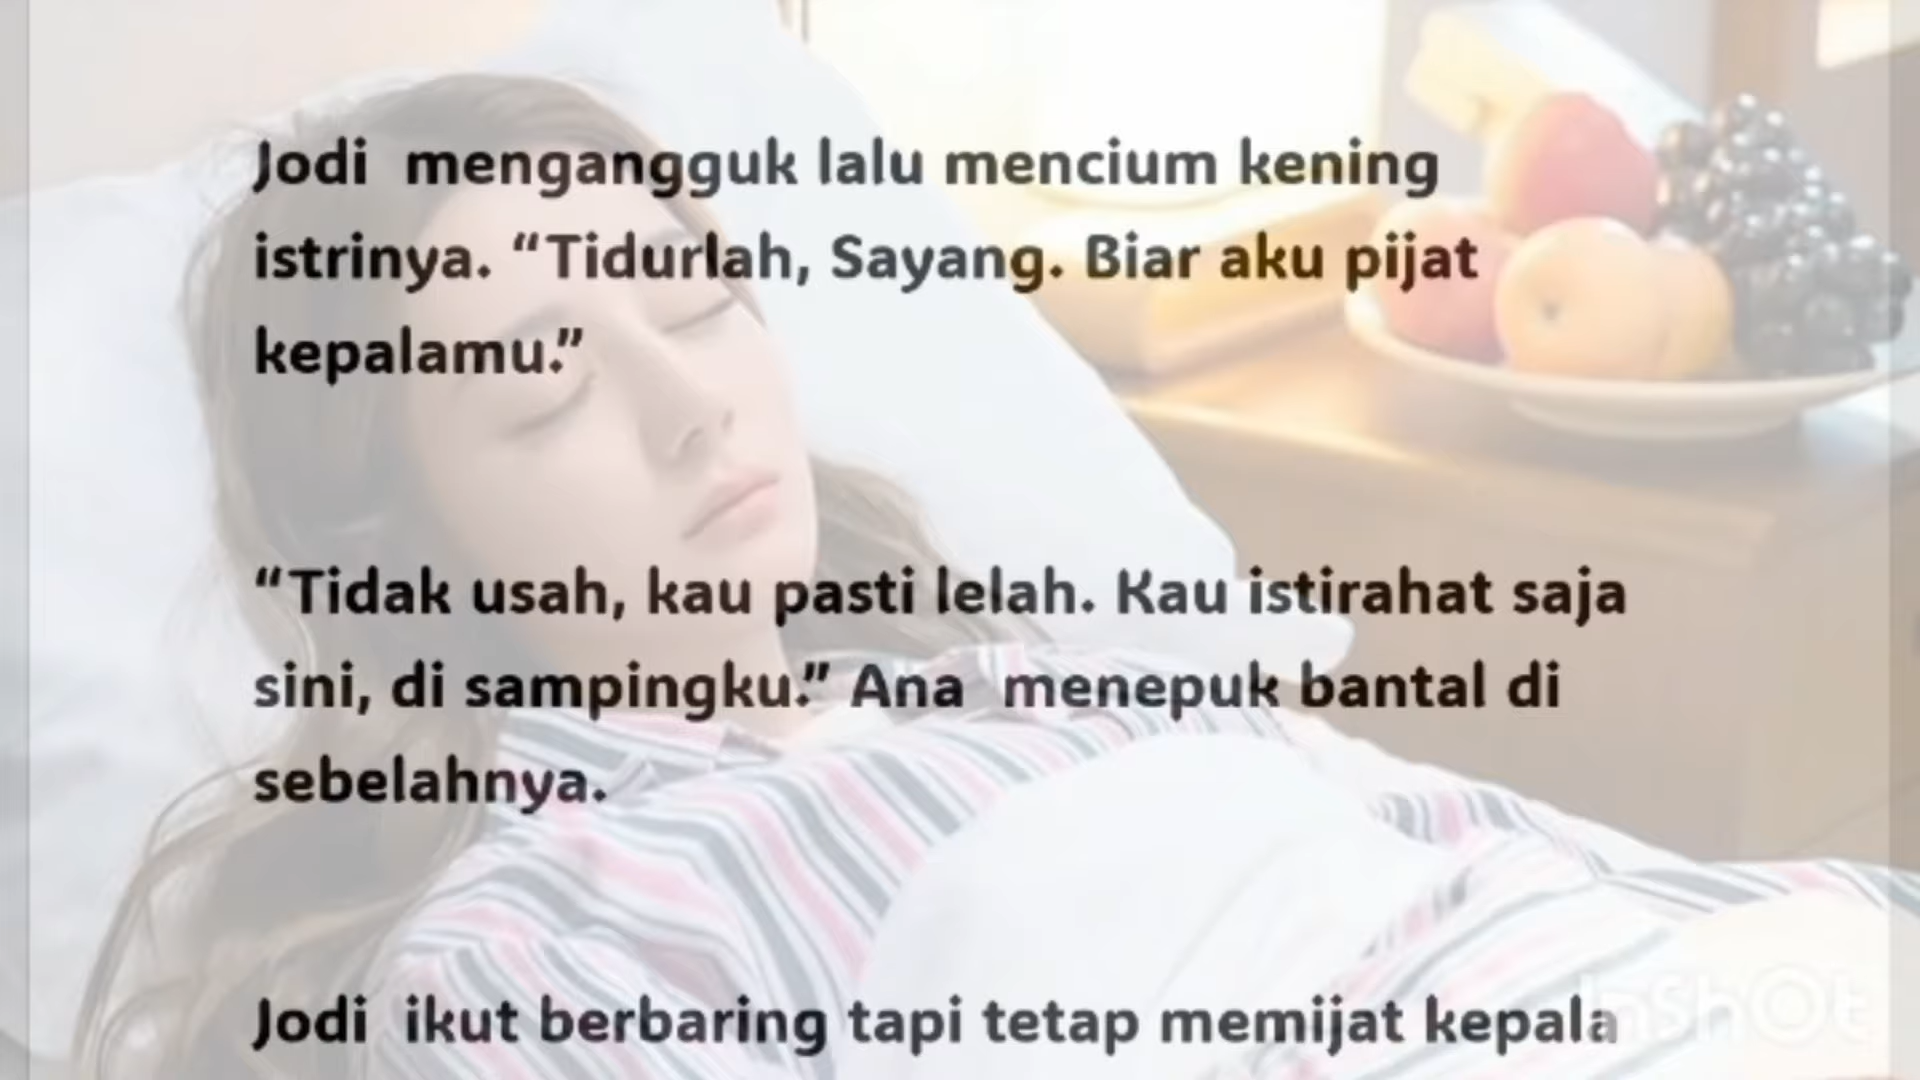 Jodi mengangguk lalu mencium kening
istrinya. “Tidurlah, Sayang. Biar aku pijat
kepalamu.”
“Tidak usah, kau pasti lelah. Kau istirahat saja
sini, di sampingku.” Ana menepuk bantal di
sebelahnya.
Jodi ikut berbaring tapi tetap memijat kepala
InShOt